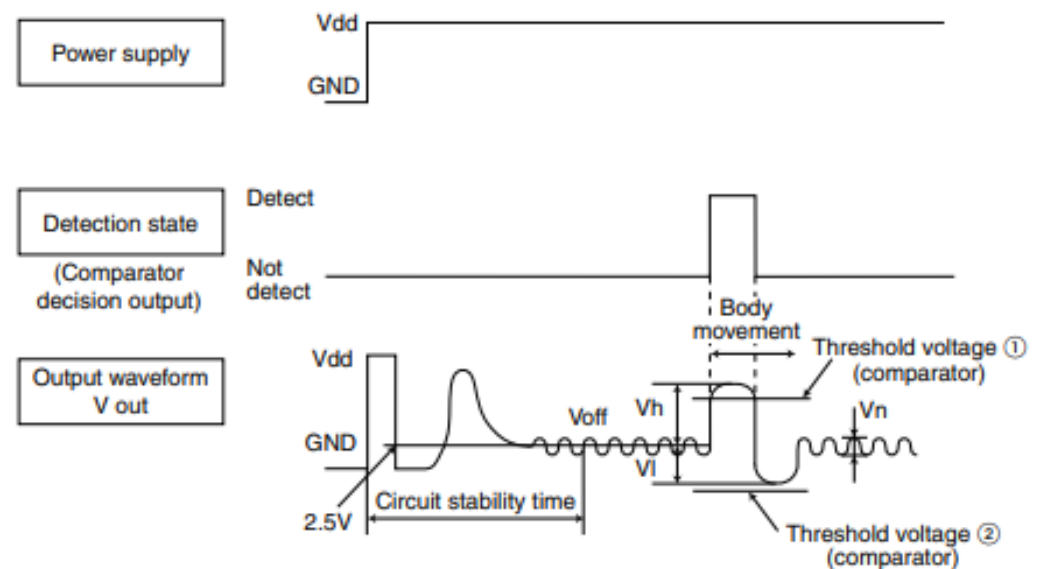 Power supply
Vdd
GND
Detection state
(Comparator
decision output)
Detect
Not
detect
Body
movement
Output waveform
V out
Vdd
GND
2.5V
Circuit stability time
Voff
Vh
Vl
Threshold voltage ①
(comparator)
Vn
Threshold voltage ②
(comparator)